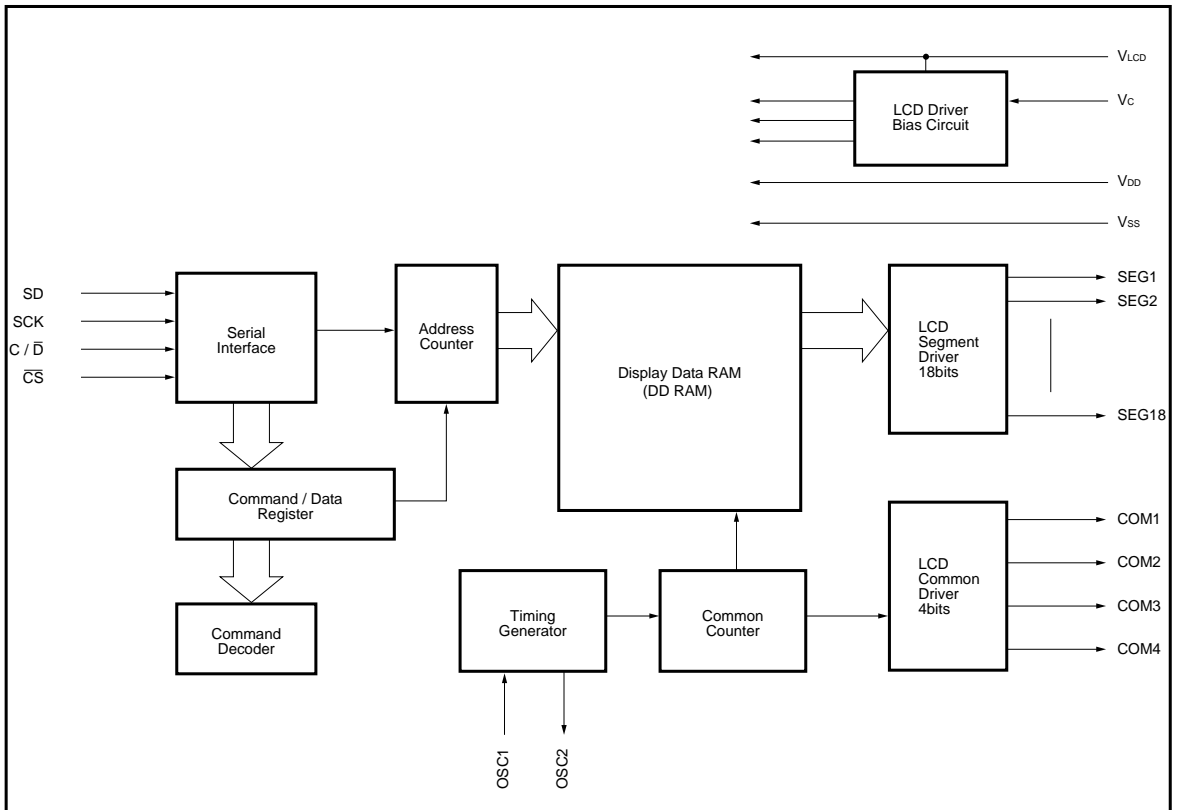 VLCD
LCD Driver
Bias Circuit
VC
VDD
VSS
SD
SCK
C / D̅
C̅S̅
Serial
Interface
Address
Counter
Display Data RAM
(DD RAM)
LCD
Segment
Driver
18bits
SEG1
SEG2
SEG18
Command / Data
Register
Command
Decoder
Timing
Generator
Common
Counter
LCD
Common
Driver
4bits
COM1
COM2
COM3
COM4
OSC1
OSC2